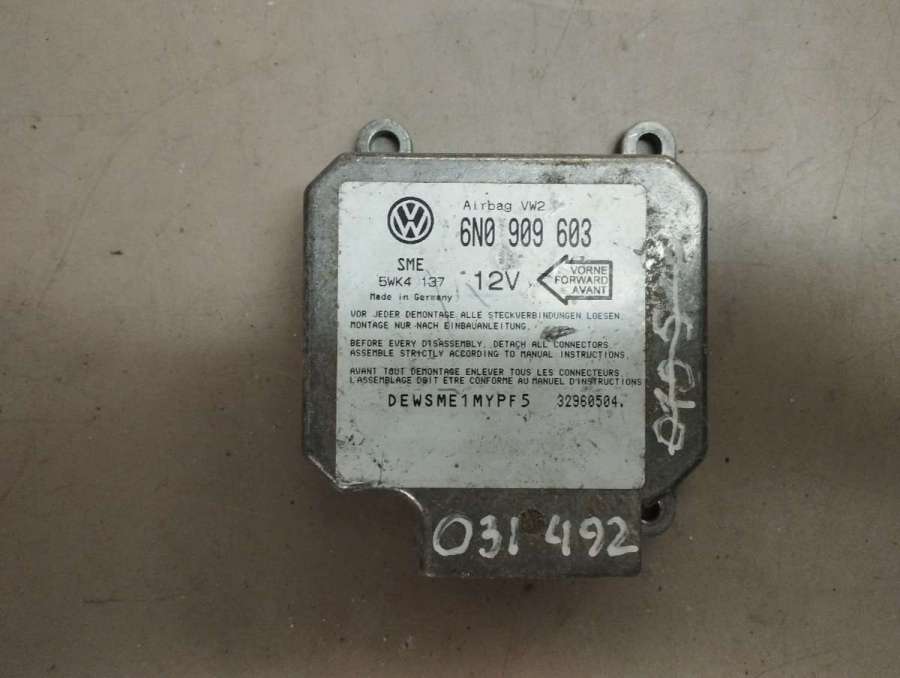 Airbag VW2
6N0 909 603
SME
5WK4 137
12V
VORNE
FORWARD
AVANT
Made in Germany
VOR JEDER DEMONTAGE ALLE STECKVERBINDUNGEN LOESEN
MONTAGE NUR NACH EINBAUANLEITUNG.
BEFORE EVERY DISASSEMBLY. DETACH ALL CONNECTORS
ASSEMBLE STRICTLY ACCORDING TO MANUAL INSTRUCTIONS.
AVANT TOUT DEMONTAGE ENLEVER TOUS LES CONNECTEURS
L'ASSEMBLAGE DOIT ETRE CONFORME AU MANUEL D'INSTRUCTIONS
DEWSME1MYPF5 32960504.
031 492